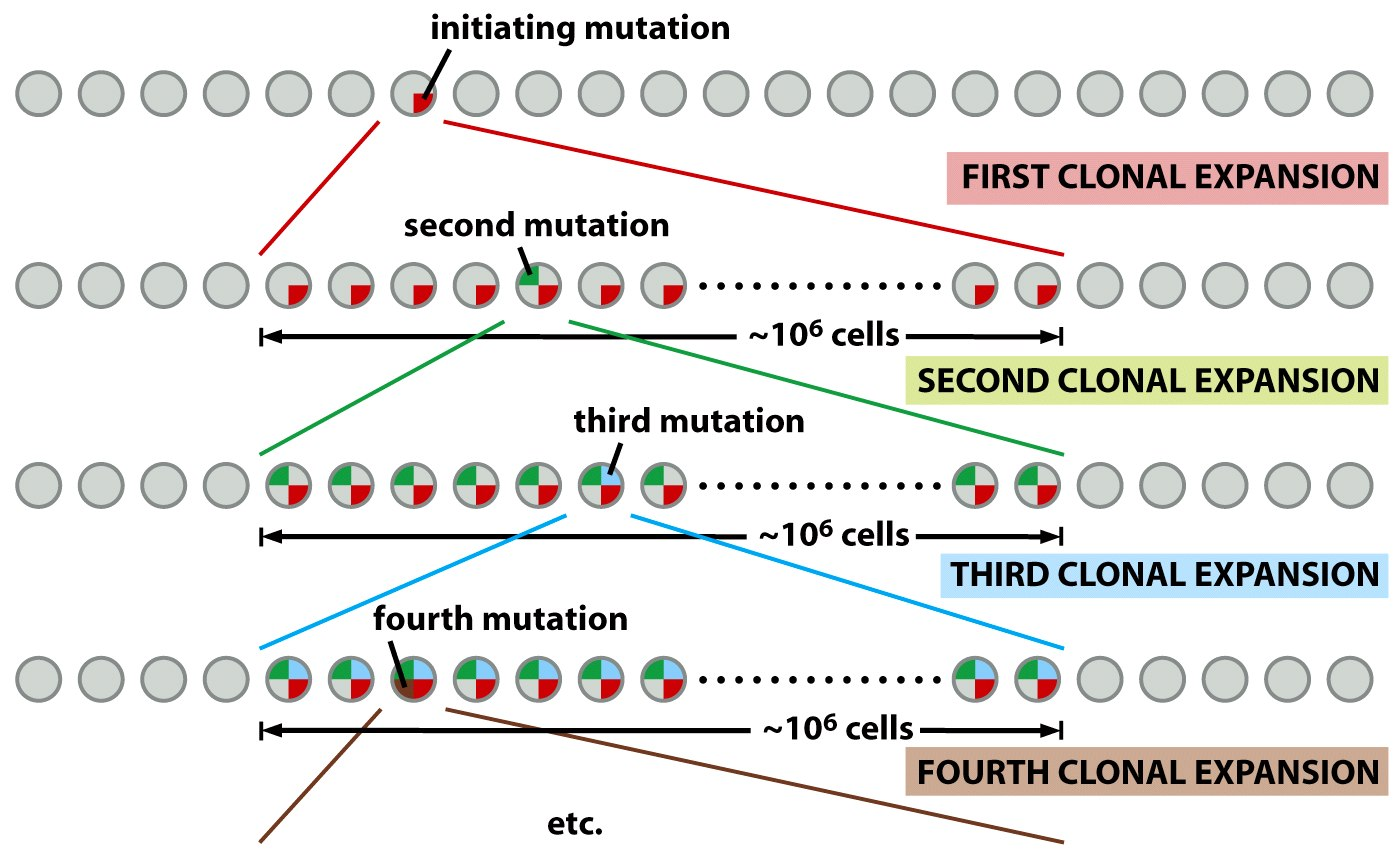 initiating mutation
FIRST CLONAL EXPANSION
second mutation
~10⁶ cells
SECOND CLONAL EXPANSION
third mutation
~10⁶ cells
THIRD CLONAL EXPANSION
fourth mutation
~10⁶ cells
FOURTH CLONAL EXPANSION
etc.